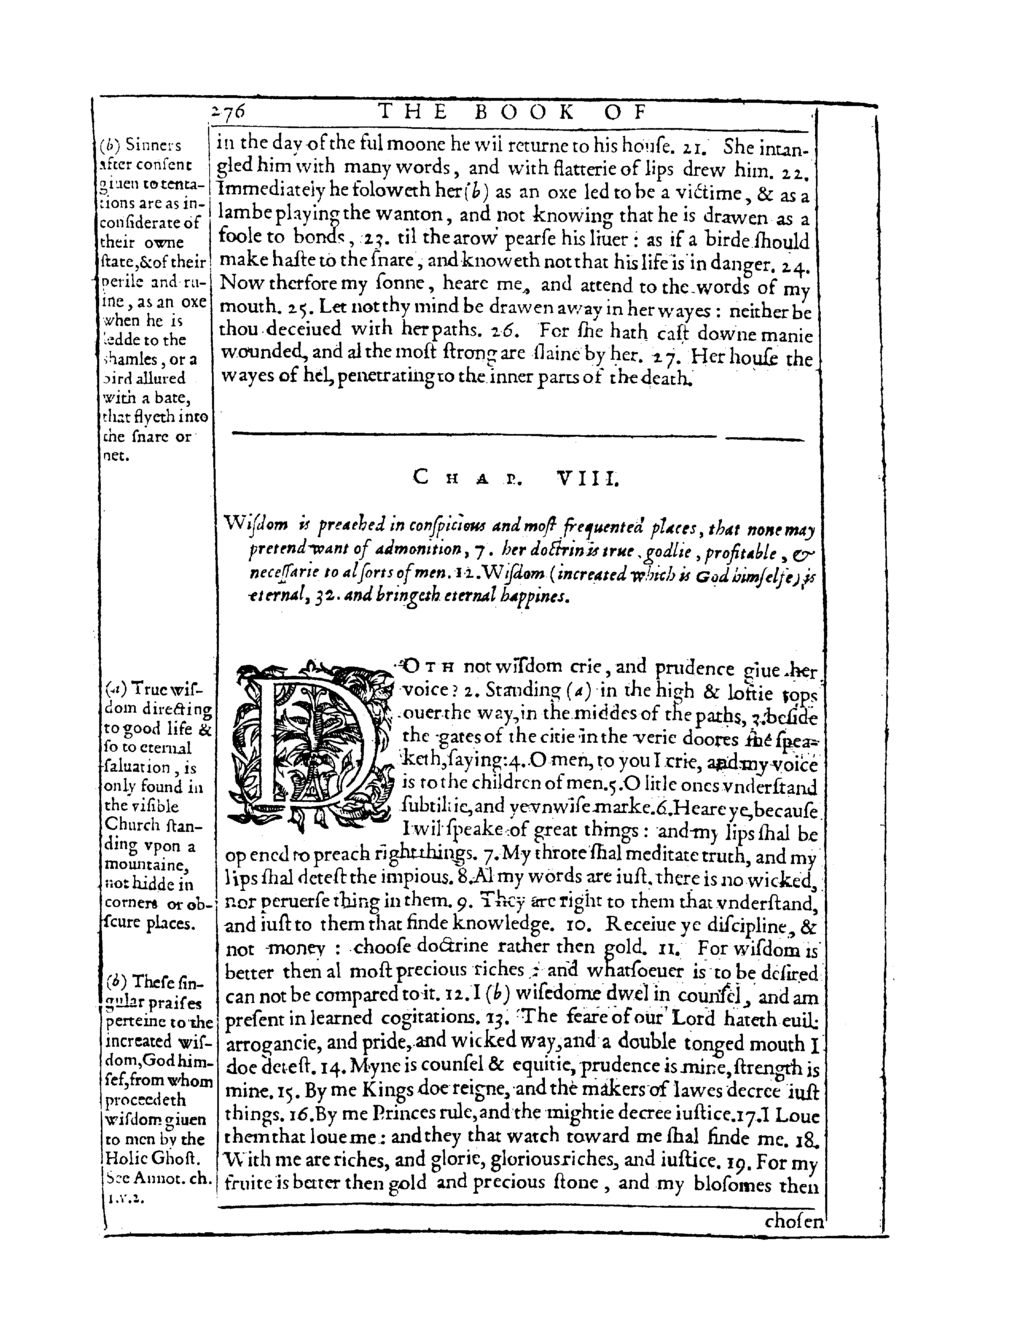 276 THE BOOK OF
(b) Sinners
after consent
giuen to tenta-
tions are as in-
considerate of
their owne
state,&of their
perile and ru-
ine, as an oxe
when he is
ledde to the
shamles, or a
bird allured
with a bate,
that flyeth into
the snare or
net.
in the day of the ful moone he wil returne to his house. 21. She intan-
gled him with many words, and with flatterie of lips drew him. 22.
Immediately he foloweth her (b) as an oxe led to be a victime, & as a
lambe playing the wanton, and not knowing that he is drawen as a
foole to bonds, 23. til the arow pearse his liuer: as if a birde should
make haste to the snare, and knoweth not that his life is in danger. 24.
Now therfore my sonne, heare me, and attend to the words of my
mouth. 25. Let not thy mind be drawen away in her wayes: neither be
thou deceiued with her paths. 26. For she hath cast downe manie
wounded, and al the most strong are slaine by her. 27. Her house the
wayes of hel, penetrating to the inner parts of the death.
CHAP. VIII.
Wisdom is preached in conspicious and most frequented places, that none may
pretend want of admonition, 7. her doctrin is true, godlie, profitable, &
necessarie to al sorts of men. 12. Wisdom (increated which is God himselfe) is
eternal, 32. and bringeth eternal happines.
(a) True wis-
dom directing
to good life &
so to eternal
saluation, is
only found in
the visible
Church stan-
ding vpon a
mountaine,
not hidde in
corners or ob-
scure places.
(b) These sin-
gular praises
perteine to the
increated wis-
dom, God him-
sef, from whom
proceedeth
wisdom giuen
to men by the
Holie Ghost.
See Annot. ch.
1.v.2.
DOTH not wisdom crie, and prudence giue her
voice? 2. Standing (a) in the high & loftie tops
ouer the way, in the middes of the paths, 3. beside
the gates of the citie in the verie doores she spea-
keth, saying: 4. O men, to you I crie, and my voice
is to the children of men. 5. O litle ones vnderstand
subtilitie, and ye vnwise marke. 6. Heare ye, because
I wil speake of great things: and my lips shal be
opened to preach right things. 7. My throte shal meditate truth, and my
lips shal detest the impious. 8. Al my words are iust, there is no wicked,
nor peruerse thing in them. 9. They are right to them that vnderstand,
and iust to them that finde knowledge. 10. Receiue ye discipline, &
not money: choose doctrine rather then gold. 11. For wisdom is
better then al most precious riches: and whatsoeuer is to be desired
can not be compared to it. 12. I (b) wisedome dwel in counsel, and am
present in learned cogitations. 13. The feare of our Lord hateth euil:
arrogancie, and pride, and wicked way, and a double tonged mouth I
doe detest. 14. Myne is counsel & equitie, prudence is mine, strength is
mine. 15. By me Kings doe reigne, and the makers of lawes decree iust
things. 16. By me Princes rule, and the mightie decree iustice. 17. I Loue
them that loue me: and they that watch toward me shal finde me. 18.
With me are riches, and glorie, glorious riches, and iustice. 19. For my
fruite is better then gold and precious stone, and my blosomes then
chosen